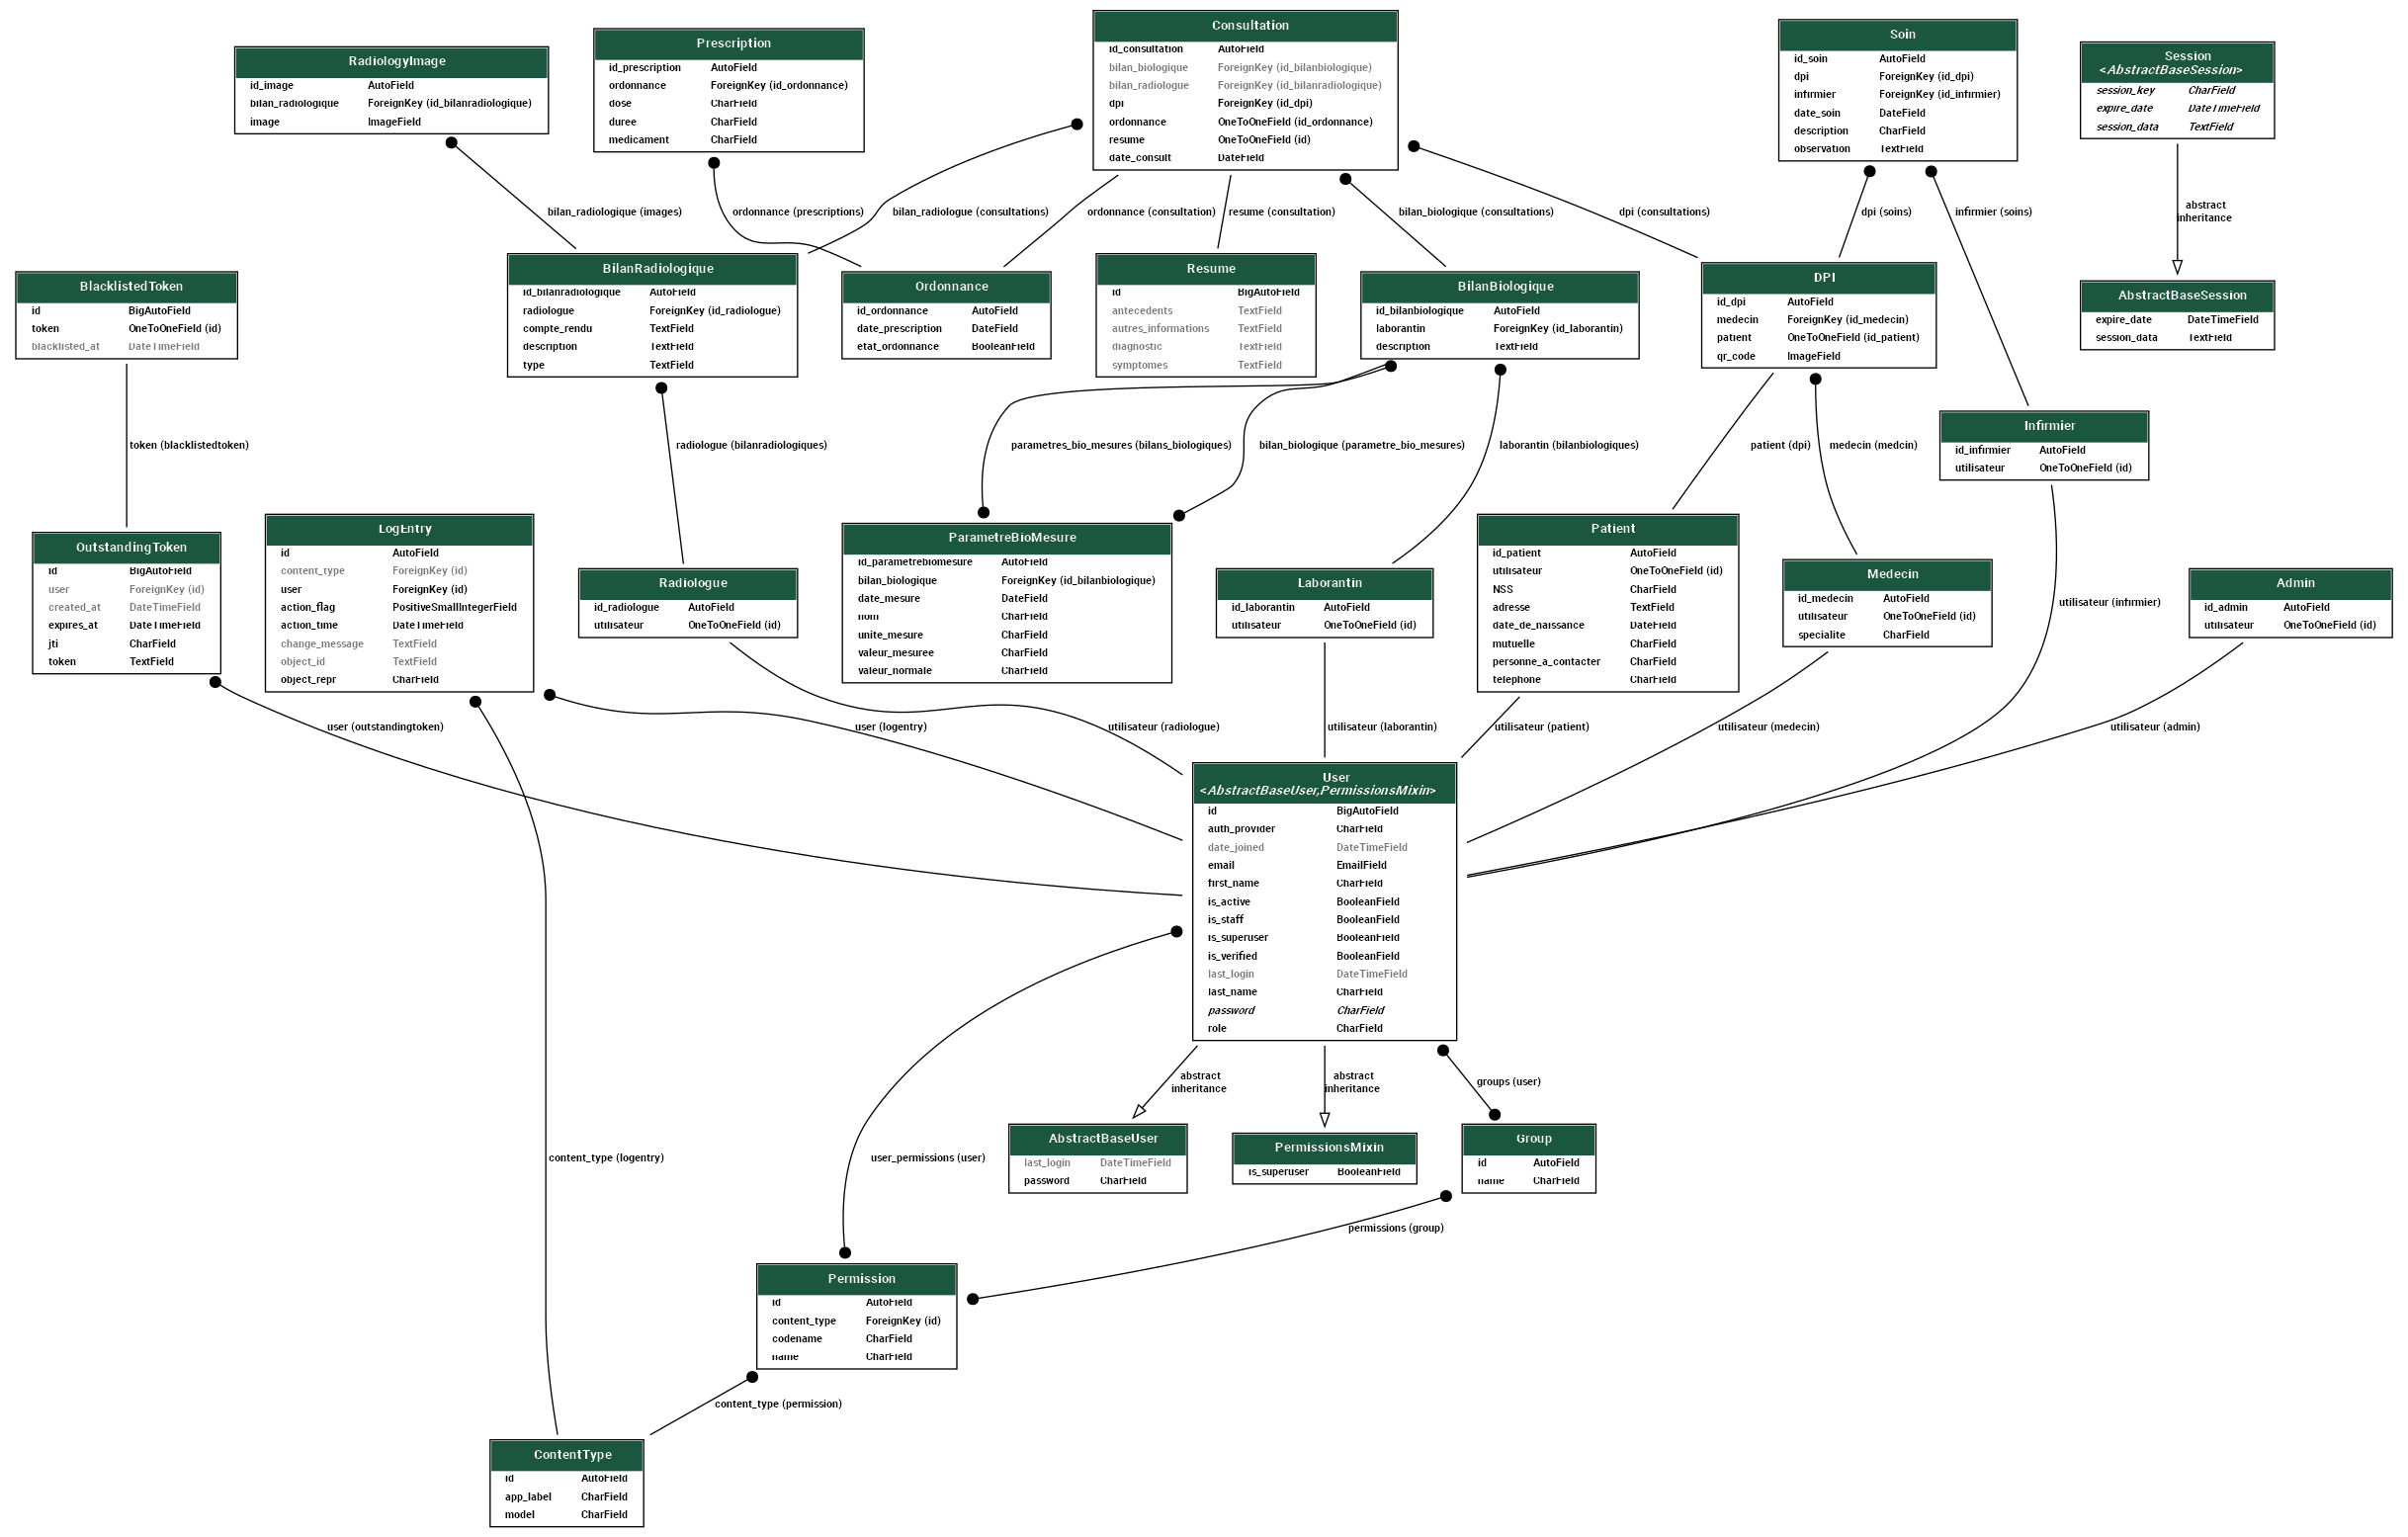 RadiologyImage
id_image AutoField
bilan_radiologique ForeignKey (id_bilanradiologique)
image ImageField
Prescription
id_prescription AutoField
ordonnance ForeignKey (id_ordonnance)
dose CharField
duree CharField
medicament CharField
Consultation
id_consultation AutoField
bilan_biologique ForeignKey (id_bilanbiologique)
bilan_radiologue ForeignKey (id_bilanradiologique)
dpi ForeignKey (id_dpi)
ordonnance OneToOneField (id_ordonnance)
resume OneToOneField (id)
date_consult DateField
Soin
id_soin AutoField
dpi ForeignKey (id_dpi)
infirmier ForeignKey (id_infirmier)
date_soin DateField
description CharField
observation TextField
Session
<AbstractBaseSession>
session_key CharField
expire_date DateTimeField
session_data TextField
bilan_radiologique (images)
ordonnance (prescriptions)
bilan_radiologue (consultations)
ordonnance (consultation)
resume (consultation)
bilan_biologique (consultations)
dpi (consultations)
dpi (soins)
infirmier (soins)
abstract
inheritance
BlacklistedToken
id BigAutoField
token OneToOneField (id)
blacklisted_at DateTimeField
BilanRadiologique
id_bilanradiologique AutoField
radiologue ForeignKey (id_radiologue)
compte_rendu TextField
description TextField
type TextField
Ordonnance
id_ordonnance AutoField
date_prescription DateField
etat_ordonnance BooleanField
Resume
id BigAutoField
antecedents TextField
autres_informations TextField
diagnostic TextField
symptomes TextField
BilanBiologique
id_bilanbiologique AutoField
laborantin ForeignKey (id_laborantin)
description TextField
DPI
id_dpi AutoField
medecin ForeignKey (id_medecin)
patient OneToOneField (id_patient)
qr_code ImageField
AbstractBaseSession
expire_date DateTimeField
session_data TextField
Infirmier
id_infirmier AutoField
utilisateur OneToOneField (id)
token (blacklistedtoken)
radiologue (bilanradiologiques)
parametres_bio_mesures (bilans_biologiques)
bilan_biologique (parametre_bio_mesures)
laborantin (bilanbiologiques)
patient (dpi)
medecin (medcin)
OutstandingToken
id BigAutoField
user ForeignKey (id)
created_at DateTimeField
expires_at DateTimeField
jti CharField
token TextField
LogEntry
id AutoField
content_type ForeignKey (id)
user ForeignKey (id)
action_flag PositiveSmallIntegerField
action_time DateTimeField
change_message TextField
object_id TextField
object_repr CharField
Radiologue
id_radiologue AutoField
utilisateur OneToOneField (id)
ParametreBioMesure
id_parametrebiomesure AutoField
bilan_biologique ForeignKey (id_bilanbiologique)
date_mesure DateField
nom CharField
unite_mesure CharField
valeur_mesuree CharField
valeur_normale CharField
Laborantin
id_laborantin AutoField
utilisateur OneToOneField (id)
Patient
id_patient AutoField
utilisateur OneToOneField (id)
NSS CharField
adresse TextField
date_de_naissance DateField
mutuelle CharField
personne_a_contacter CharField
telephone CharField
Medecin
id_medecin AutoField
utilisateur OneToOneField (id)
specialite CharField
utilisateur (infirmier)
Admin
id_admin AutoField
utilisateur OneToOneField (id)
user (outstandingtoken)
user (logentry)
utilisateur (radiologue)
utilisateur (laborantin)
utilisateur (patient)
utilisateur (medecin)
utilisateur (admin)
User
<AbstractBaseUser,PermissionsMixin>
id BigAutoField
auth_provider CharField
date_joined DateTimeField
email EmailField
first_name CharField
is_active BooleanField
is_staff BooleanField
is_superuser BooleanField
is_verified BooleanField
last_login DateTimeField
last_name CharField
password CharField
role CharField
abstract
inheritance
abstract
inheritance
groups (user)
content_type (logentry)
user_permissions (user)
AbstractBaseUser
last_login DateTimeField
password CharField
PermissionsMixin
is_superuser BooleanField
Group
id AutoField
name CharField
permissions (group)
Permission
id AutoField
content_type ForeignKey (id)
codename CharField
name CharField
content_type (permission)
ContentType
id AutoField
app_label CharField
model CharField